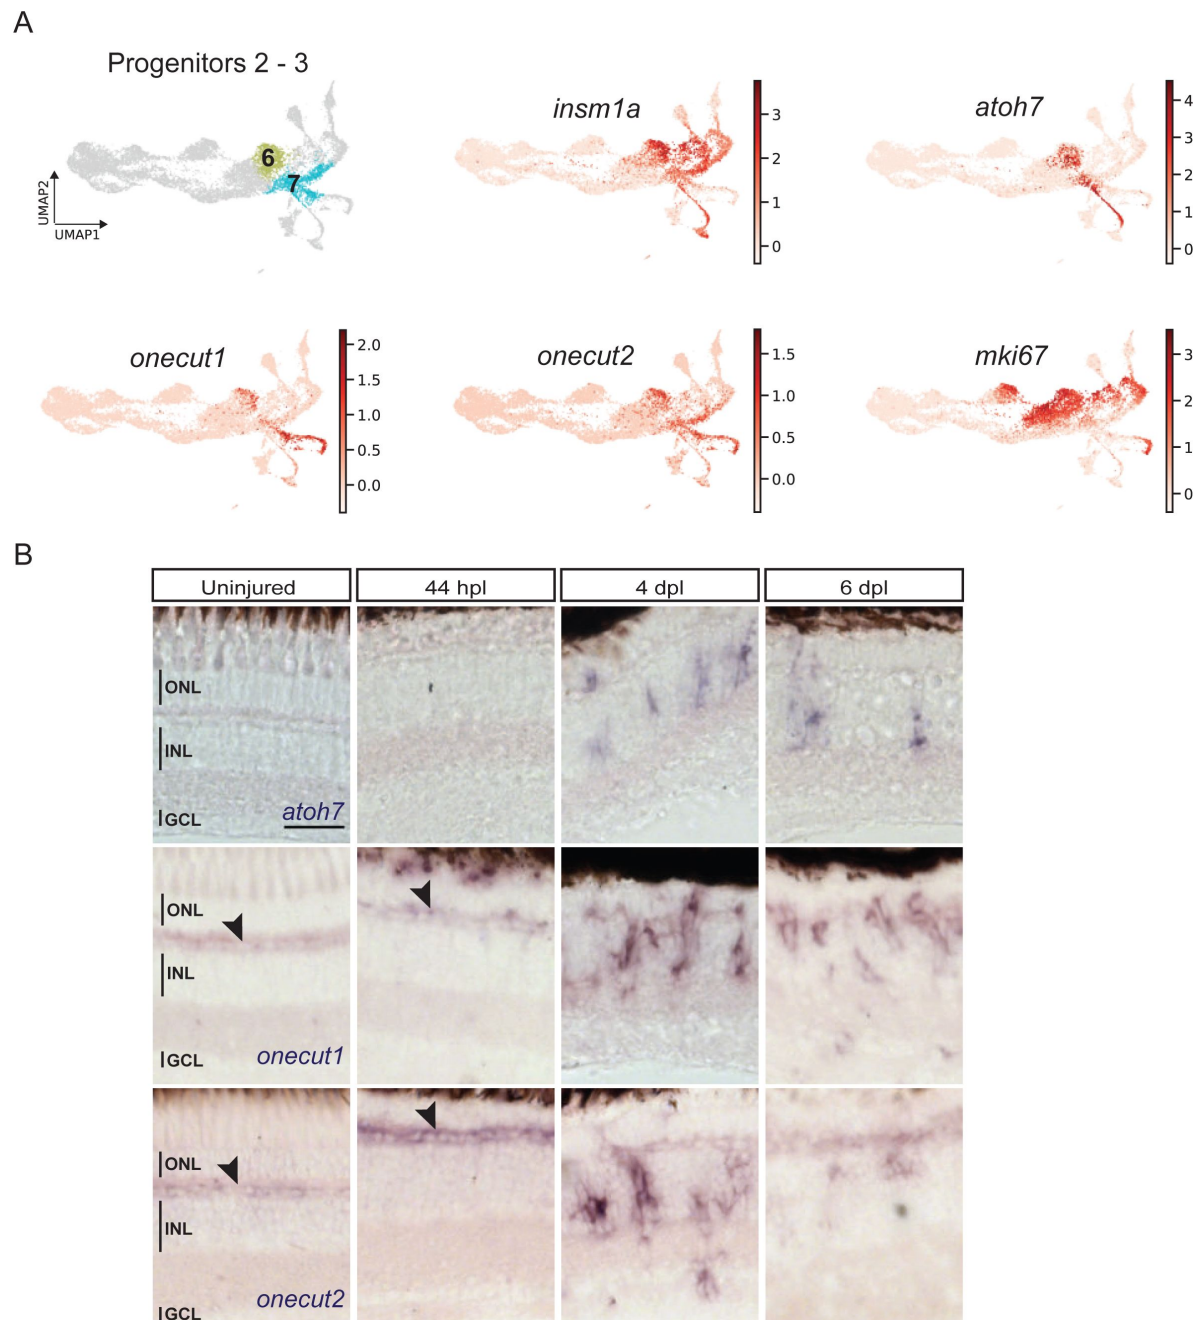 A
Progenitors 2 - 3
6
7
UMAP2
UMAP1
insm1a
3
2
1
0
atoh7
4
3
2
1
0
onecut1
2.0
1.5
1.0
0.5
0.0
onecut2
1.5
1.0
0.5
0.0
mki67
3
2
1
0
B
Uninjured
44 hpl
4 dpl
6 dpl
ONL
INL
GCL
atoh7
ONL
INL
GCL
onecut1
ONL
INL
GCL
onecut2